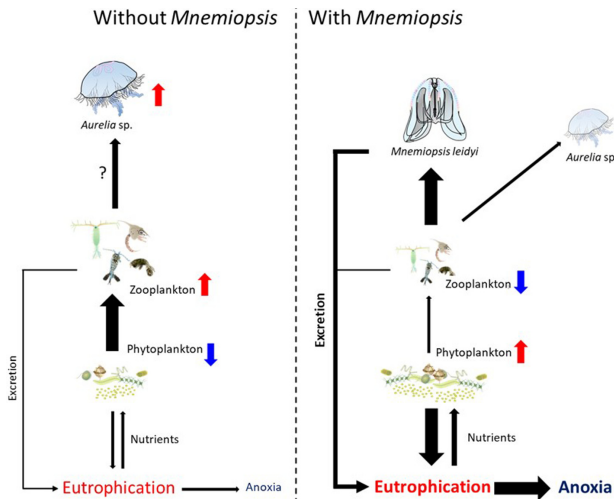 Without Mnemiopsis
Aurelia sp.
?
Zooplankton
Phytoplankton
Excretion
Nutrients
Eutrophication
Anoxia
With Mnemiopsis
Mnemiopsis leidyi
Aurelia sp
Zooplankton
Excretion
Phytoplankton
Nutrients
Eutrophication
Anoxia